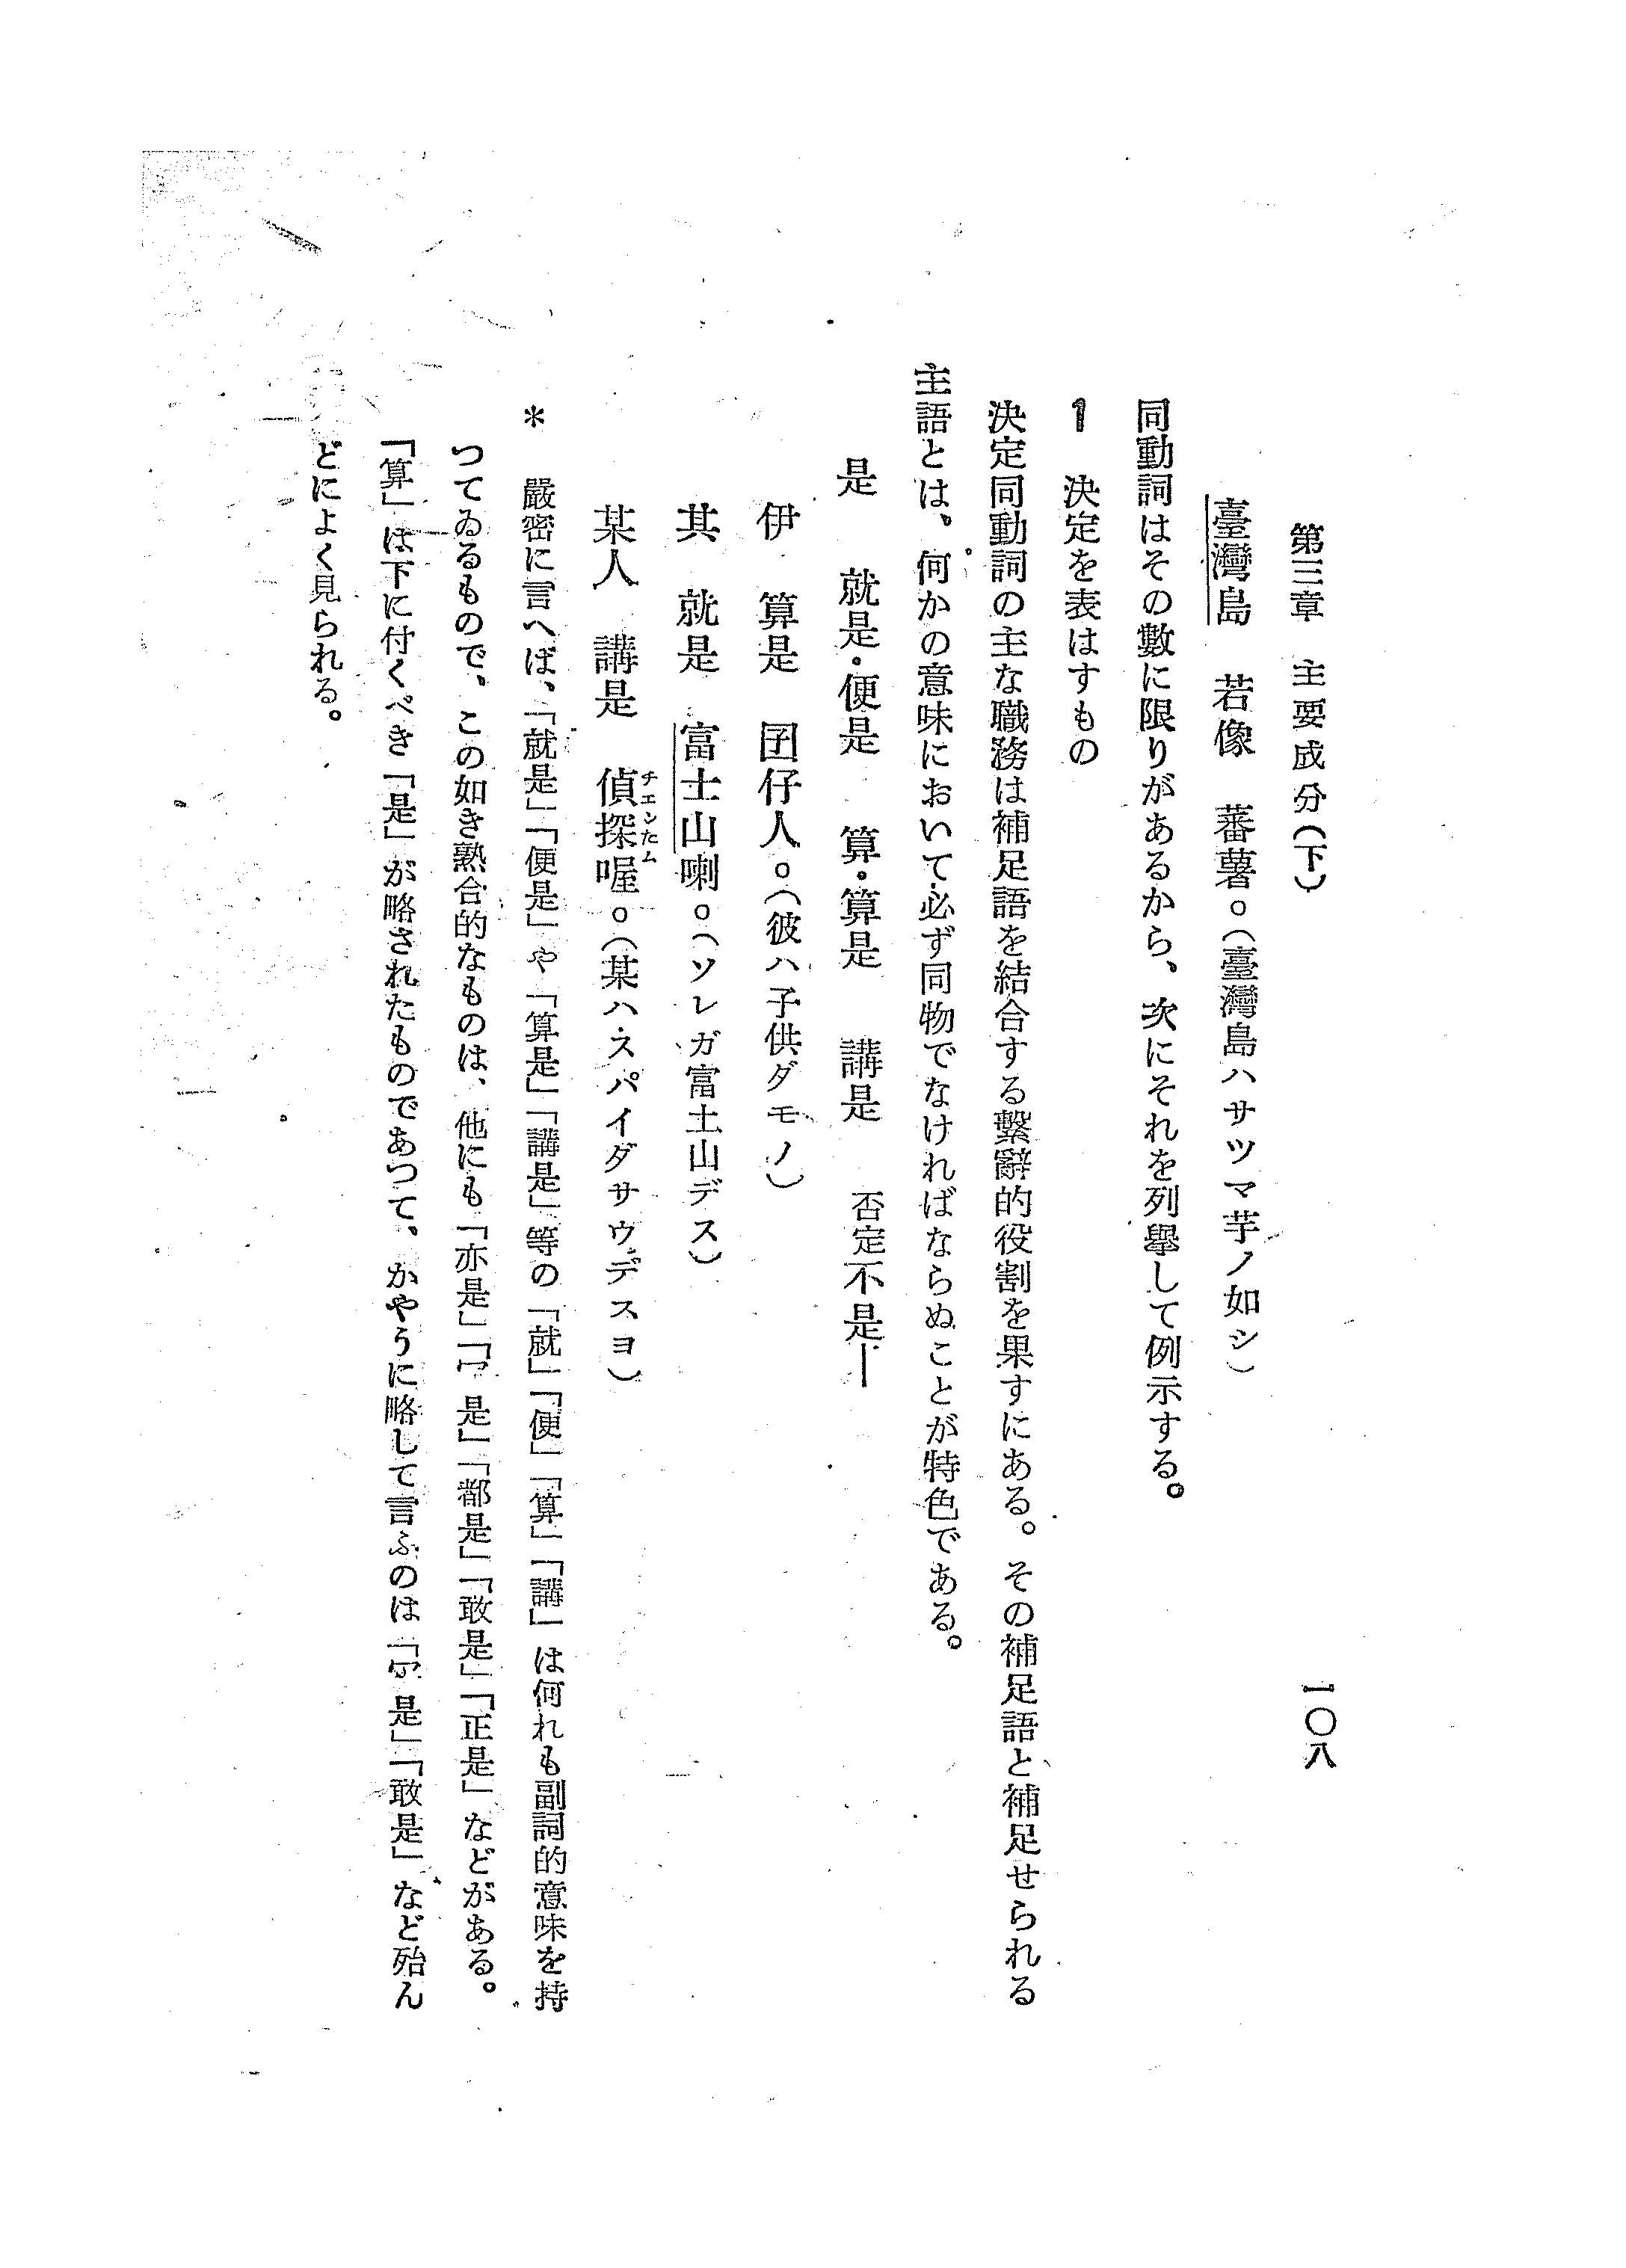 第三章　主要成分(下)
一〇八
臺灣島　若像　蕃薯。(臺灣島ハサツマ芋ノ如シ)
同動詞はその數に限りがあるから、次にそれを列擧して例示する。
1　決定を表はすもの
決定同動詞の主な職務は補足語を結合する繫辭的役割を果すにある。その補足語と補足せられる
主語とは、何かの意味において必ず同物でなければならぬことが特色である。
是　就是・便是　算・算是　講是　否定不是―
伊　算是　囝仔人。(彼ハ子供ダモノ)
其　就是　富士山喇。(ソレガ富士山デス)
某人　講是　偵探喔。(某ハスパイダサウデスヨ)
チエンたム
＊　嚴密に言へば、「就是」「便是」や「算是」「講是」等の「就」「便」「算」「講」は何れも副詞的意味を持
つてゐるもので、この如き熟合的なものは、他にも「亦是」「是」「都是」「敢是」「正是」などがある。
「算」は下に付くべき「是」が略されたものであつて、かやうに略して言ふのは「是」「敢是」など殆ん
どによく見られる。